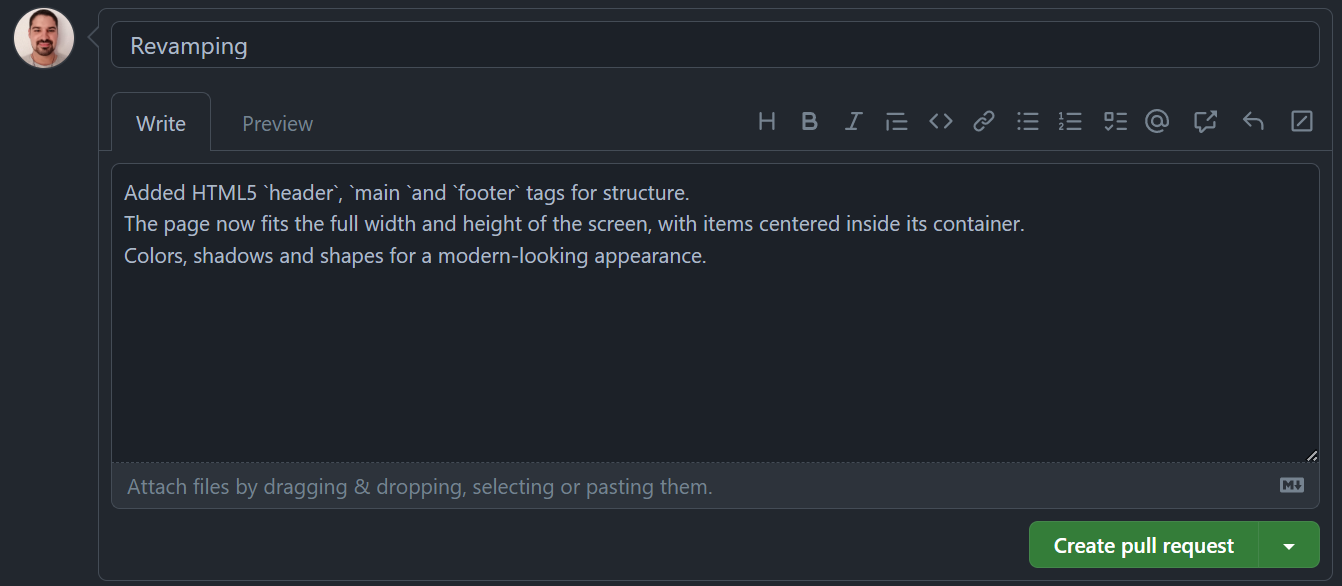 Revamping
Write
Preview
H B I @
Added HTML5 `header`, `main `and `footer` tags for structure.
The page now fits the full width and height of the screen, with items centered inside its container.
Colors, shadows and shapes for a modern-looking appearance.
Attach files by dragging & dropping, selecting or pasting them.
M
Create pull request